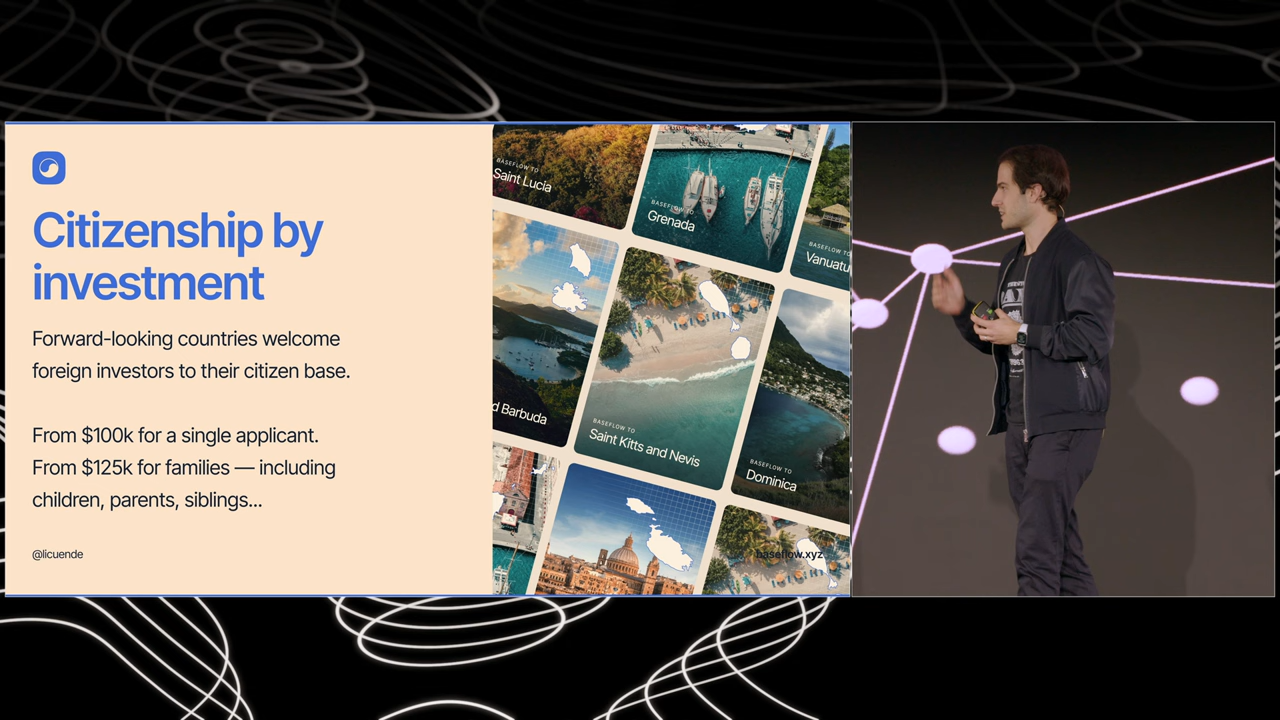 Citizenship by
investment
Forward-looking countries welcome
foreign investors to their citizen base.
From $100k for a single applicant.
From $125k for families — including
children, parents, siblings...
@licuende
BASEFLOW TO
Saint Lucia
BASEFLOW TO
Grenada
BASEFLOW TO
Vanuatu
d Barbuda
BASEFLOW TO
Saint Kitts and Nevis
BASEFLOW TO
Dominica
baseflow.xyz